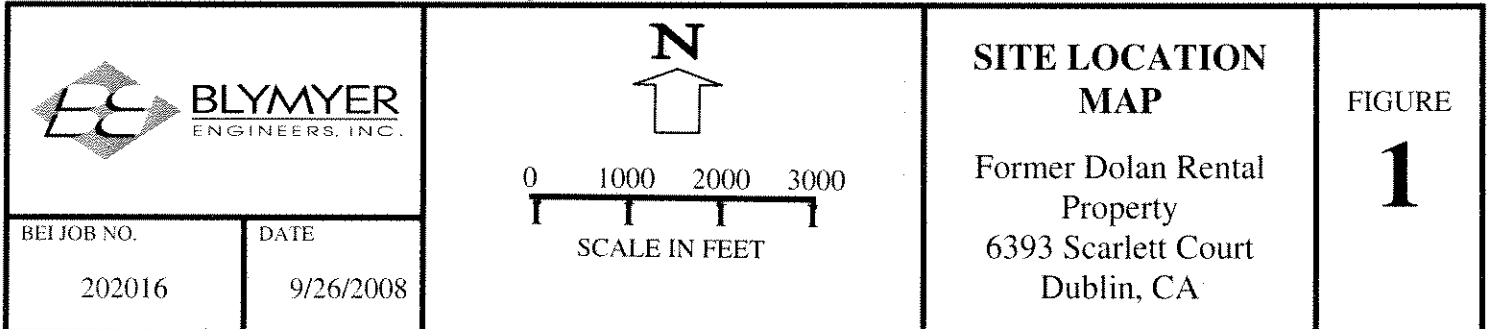 BLYMYER
ENGINEERS, INC.
BEI JOB NO.
202016
DATE
9/26/2008
N
0 1000 2000 3000
SCALE IN FEET
SITE LOCATION
MAP
Former Dolan Rental
Property
6393 Scarlett Court
Dublin, CA
FIGURE
1